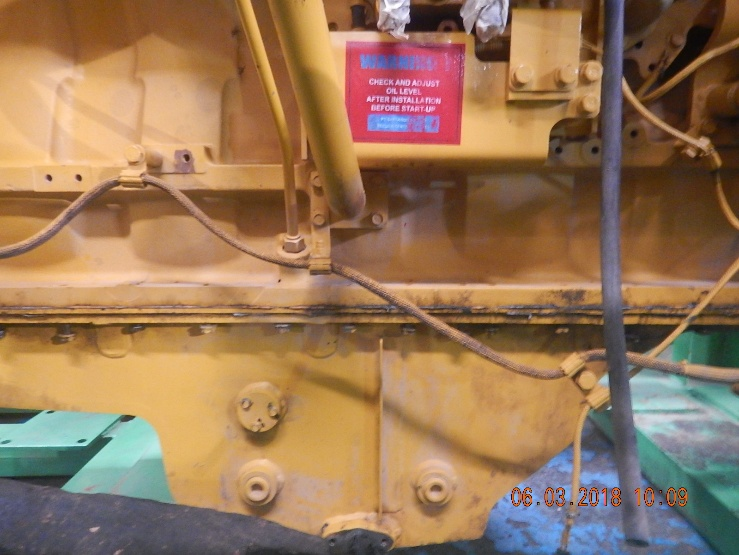 WARNING
CHECK AND ADJUST
OIL LEVEL
AFTER INSTALLATION
BEFORE START-UP
06.03.2018 10:09